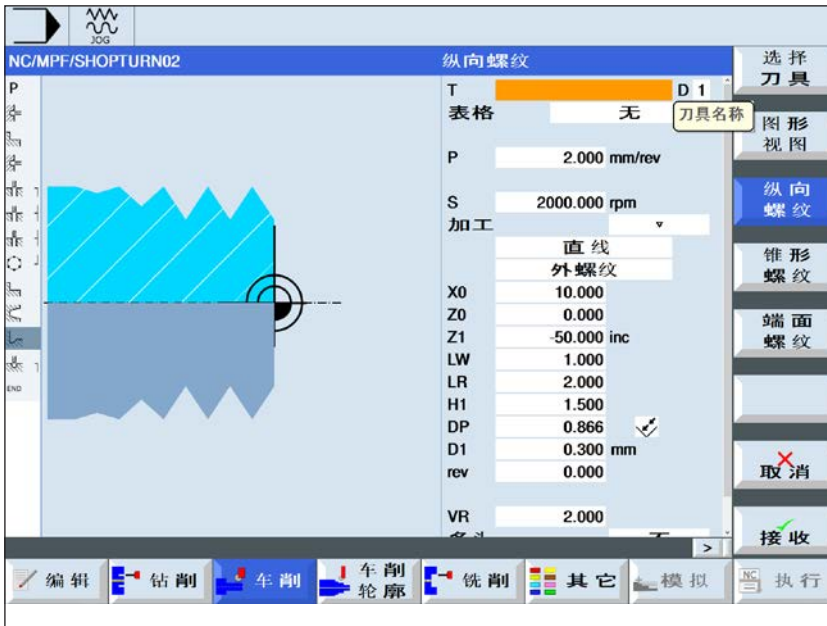 JOG
NC/MPF/SHOPTURN02
纵向螺纹
P
END
T D 1
刀具名称
表格 无
P 2.000 mm/rev
S 2000.000 rpm
加工
直线
外螺纹
X0 10.000
Z0 0.000
Z1 -50.000 inc
LW 1.000
LR 2.000
H1 1.500
DP 0.866
D1 0.300 mm
rev 0.000
VR 2.000
多头 否
>
选择
刀具
图形
视图
纵向
螺纹
锥形
螺纹
端面
螺纹
取消
接收
编辑
钻削
车削
车削
轮廓
铣削
其它
模拟
NC
执行